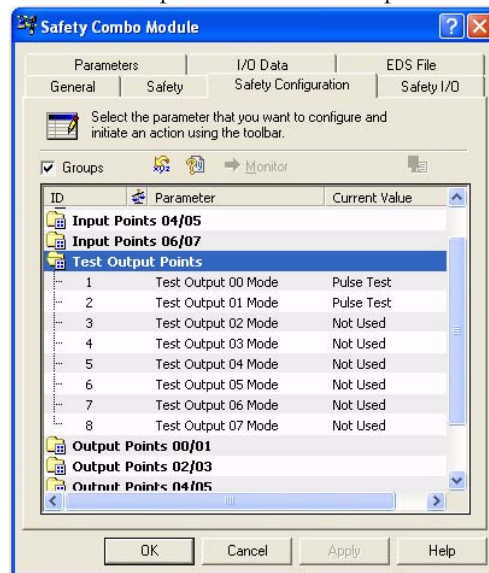 Safety Combo Module
Parameters I/O Data EDS File
General Safety Safety Configuration Safety I/O
Select the parameter that you want to configure and
initiate an action using the toolbar.
Groups Monitor
ID Parameter Current Value
Input Points 04/05
Input Points 06/07
Test Output Points
1 Test Output 00 Mode Pulse Test
2 Test Output 01 Mode Pulse Test
3 Test Output 02 Mode Not Used
4 Test Output 03 Mode Not Used
5 Test Output 04 Mode Not Used
6 Test Output 05 Mode Not Used
7 Test Output 06 Mode Not Used
8 Test Output 07 Mode Not Used
Output Points 00/01
Output Points 02/03
Output Points 04/05
OK Cancel Apply Help